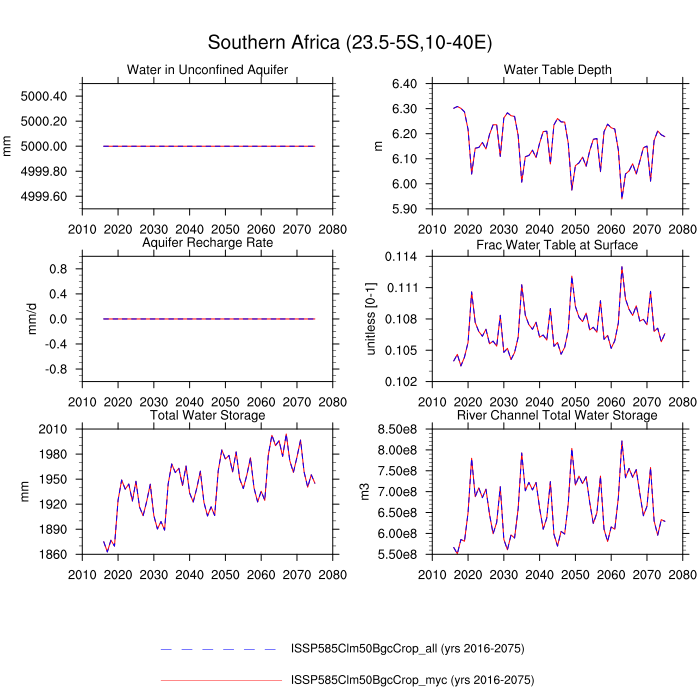 Southern Africa (23.5-5S,10-40E)
Water in Unconfined Aquifer
mm
5000.40
5000.00
4999.80
4999.60
2010 2020 2030 2040 2050 2060 2070 2080
Water Table Depth
m
6.40
6.30
6.20
6.10
6.00
5.90
2010 2020 2030 2040 2050 2060 2070 2080
Aquifer Recharge Rate
mm/d
0.8
0.4
0.0
-0.4
-0.8
2010 2020 2030 2040 2050 2060 2070 2080
Frac Water Table at Surface
unitless [0-1]
0.114
0.111
0.108
0.105
0.102
2010 2020 2030 2040 2050 2060 2070 2080
Total Water Storage
mm
2010
1980
1950
1920
1890
1860
2010 2020 2030 2040 2050 2060 2070 2080
River Channel Total Water Storage
m3
8.50e8
8.00e8
7.50e8
7.00e8
6.50e8
6.00e8
5.50e8
2010 2020 2030 2040 2050 2060 2070 2080
ISSP585Clm50BgcCrop_all (yrs 2016-2075)
ISSP585Clm50BgcCrop_myc (yrs 2016-2075)